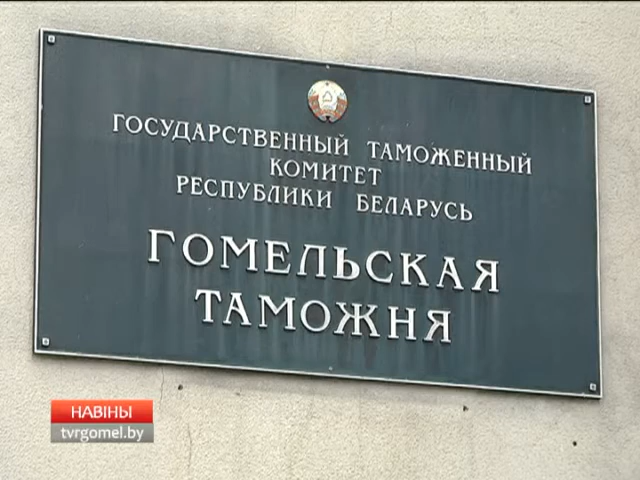 ГОСУДАРСТВЕННЫЙ ТАМОЖЕННЫЙ
КОМИТЕТ
РЕСПУБЛИКИ БЕЛАРУСЬ
ГОМЕЛЬСКАЯ
ТАМОЖНЯ
НАВІНЫ
tvrgomel.by